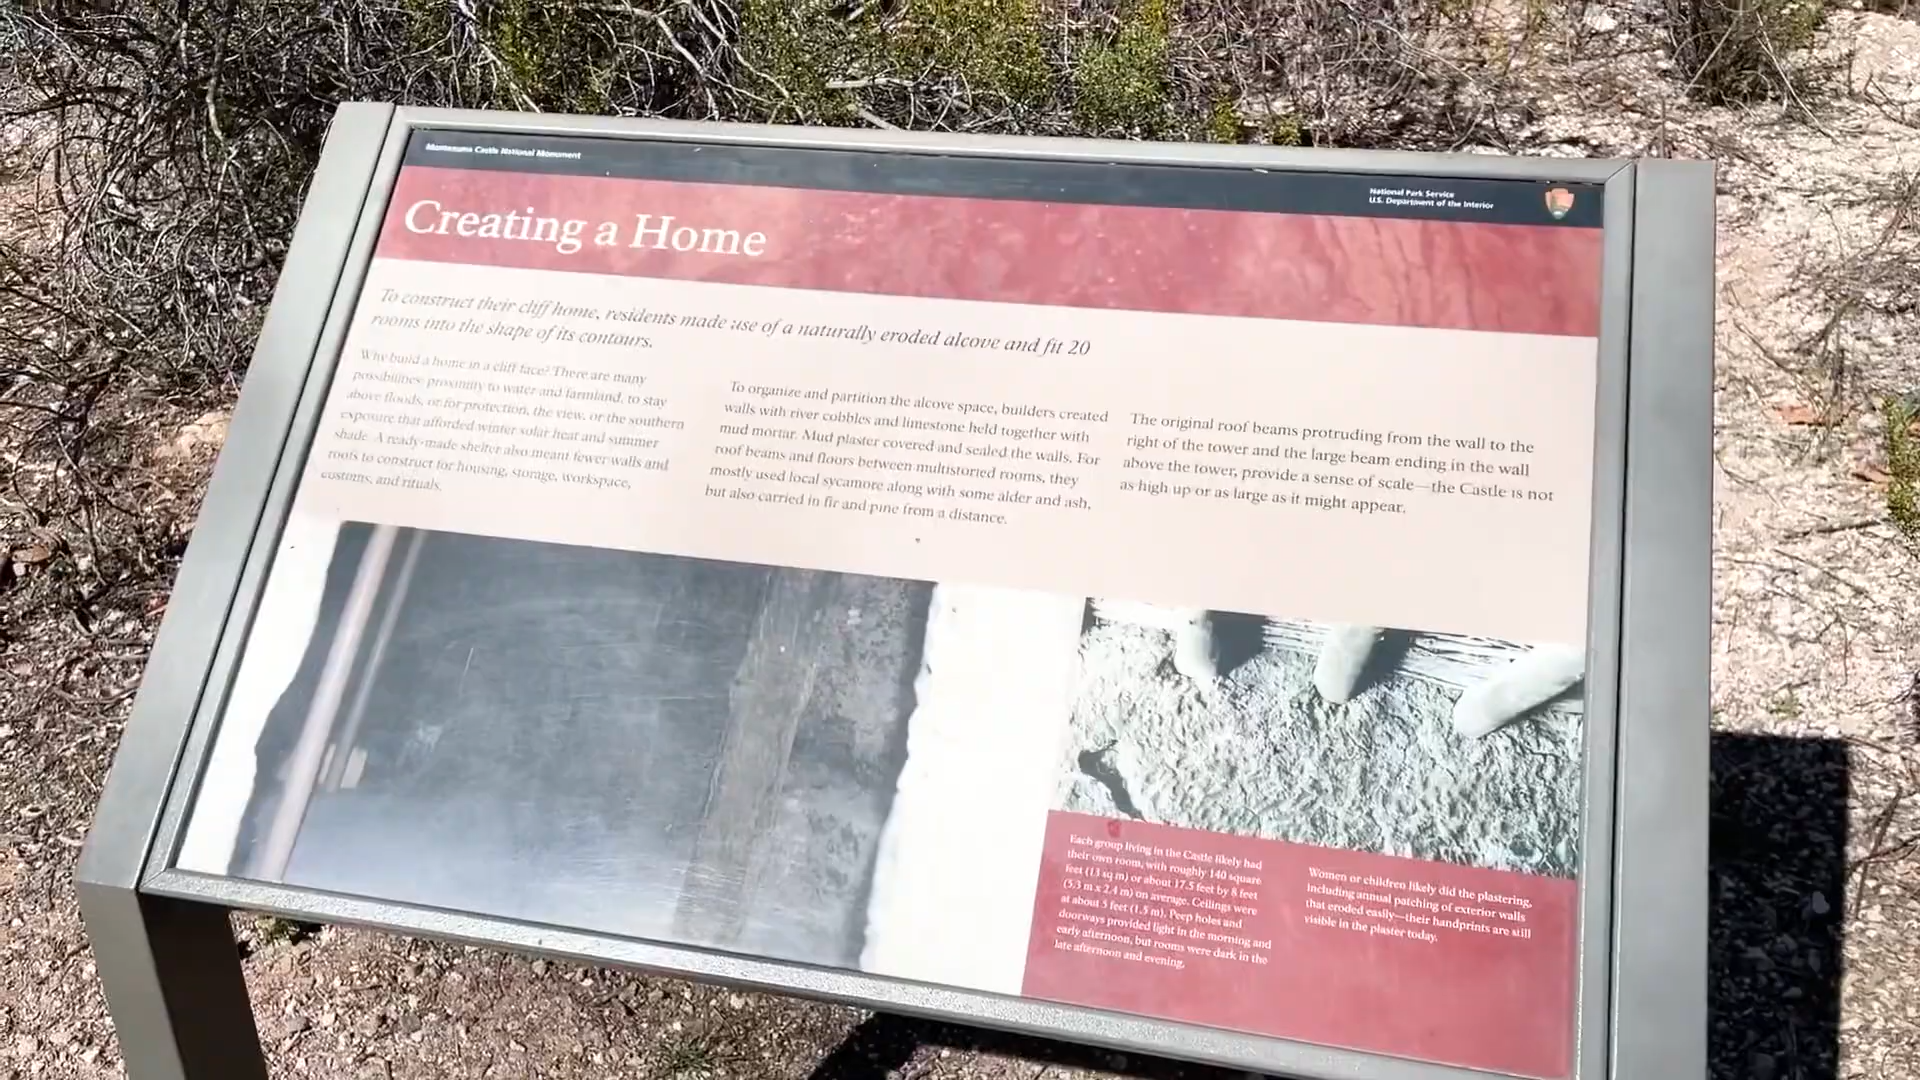 Montezuma Castle National Monument
National Park Service
U.S. Department of the Interior
Creating a Home
To construct their cliff home, residents made use of a naturally eroded alcove and fit 20
rooms into the shape of its contours.
Why build a home in a cliff face? There are many
possibilities: proximity to water and farmland, to stay
above floods, or for protection, the view, or the southern
exposure that afforded winter solar heat and summer
shade. A ready-made shelter also meant fewer walls and
roofs to construct for housing, storage, workspace,
customs, and rituals.
To organize and partition the alcove space, builders created
walls with river cobbles and limestone held together with
mud mortar. Mud plaster covered and sealed the walls. For
roof beams and floors between multistoried rooms, they
mostly used local sycamore along with some alder and ash,
but also carried in fir and pine from a distance.
The original roof beams protruding from the wall to the
right of the tower and the large beam ending in the wall
above the tower, provide a sense of scale—the Castle is not
as high up or as large as it might appear.
Each group living in the Castle likely had
their own room, with roughly 140 square
feet (13 sq m) or about 17.5 feet by 8 feet
(5.3 m x 2.4 m) on average. Ceilings were
at about 5 feet (1.5 m). Peep holes and
doorways provided light in the morning and
early afternoon, but rooms were dark in the
late afternoon and evening.
Women or children likely did the plastering,
including annual patching of exterior walls
that eroded easily—their handprints are still
visible in the plaster today.